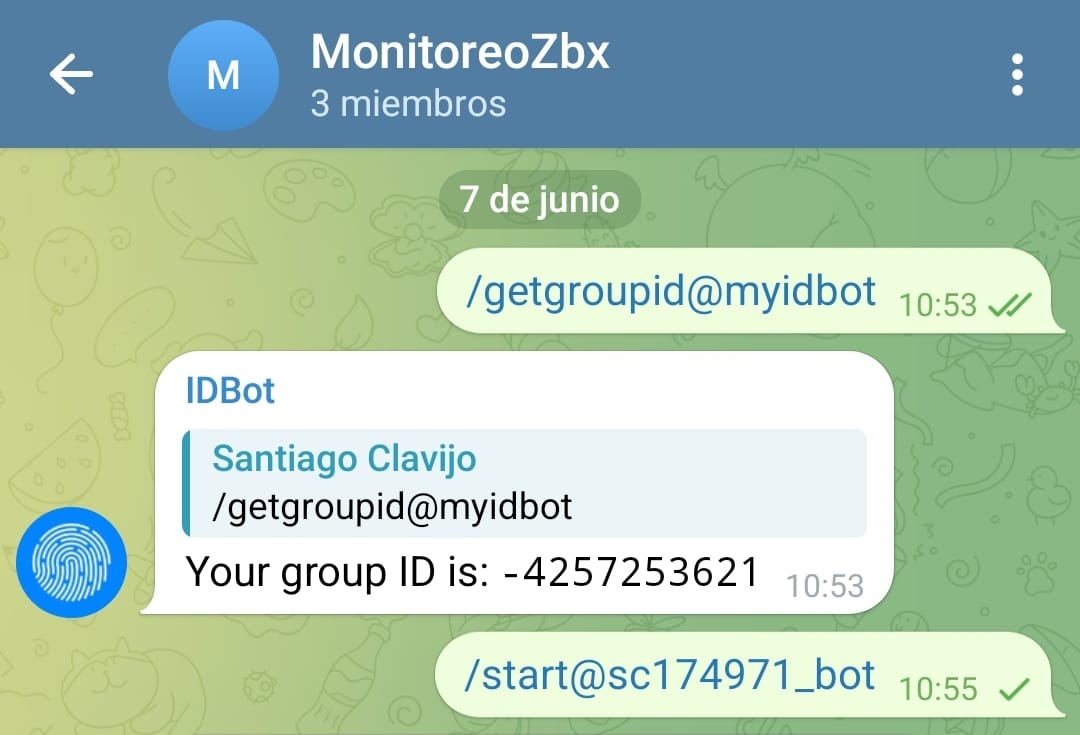 M
MonitoreoZbx
3 miembros
7 de junio
/getgroupid@myidbot 10:53
IDBot
Santiago Clavijo
/getgroupid@myidbot
Your group ID is: -4257253621 10:53
/start@sc174971_bot 10:55